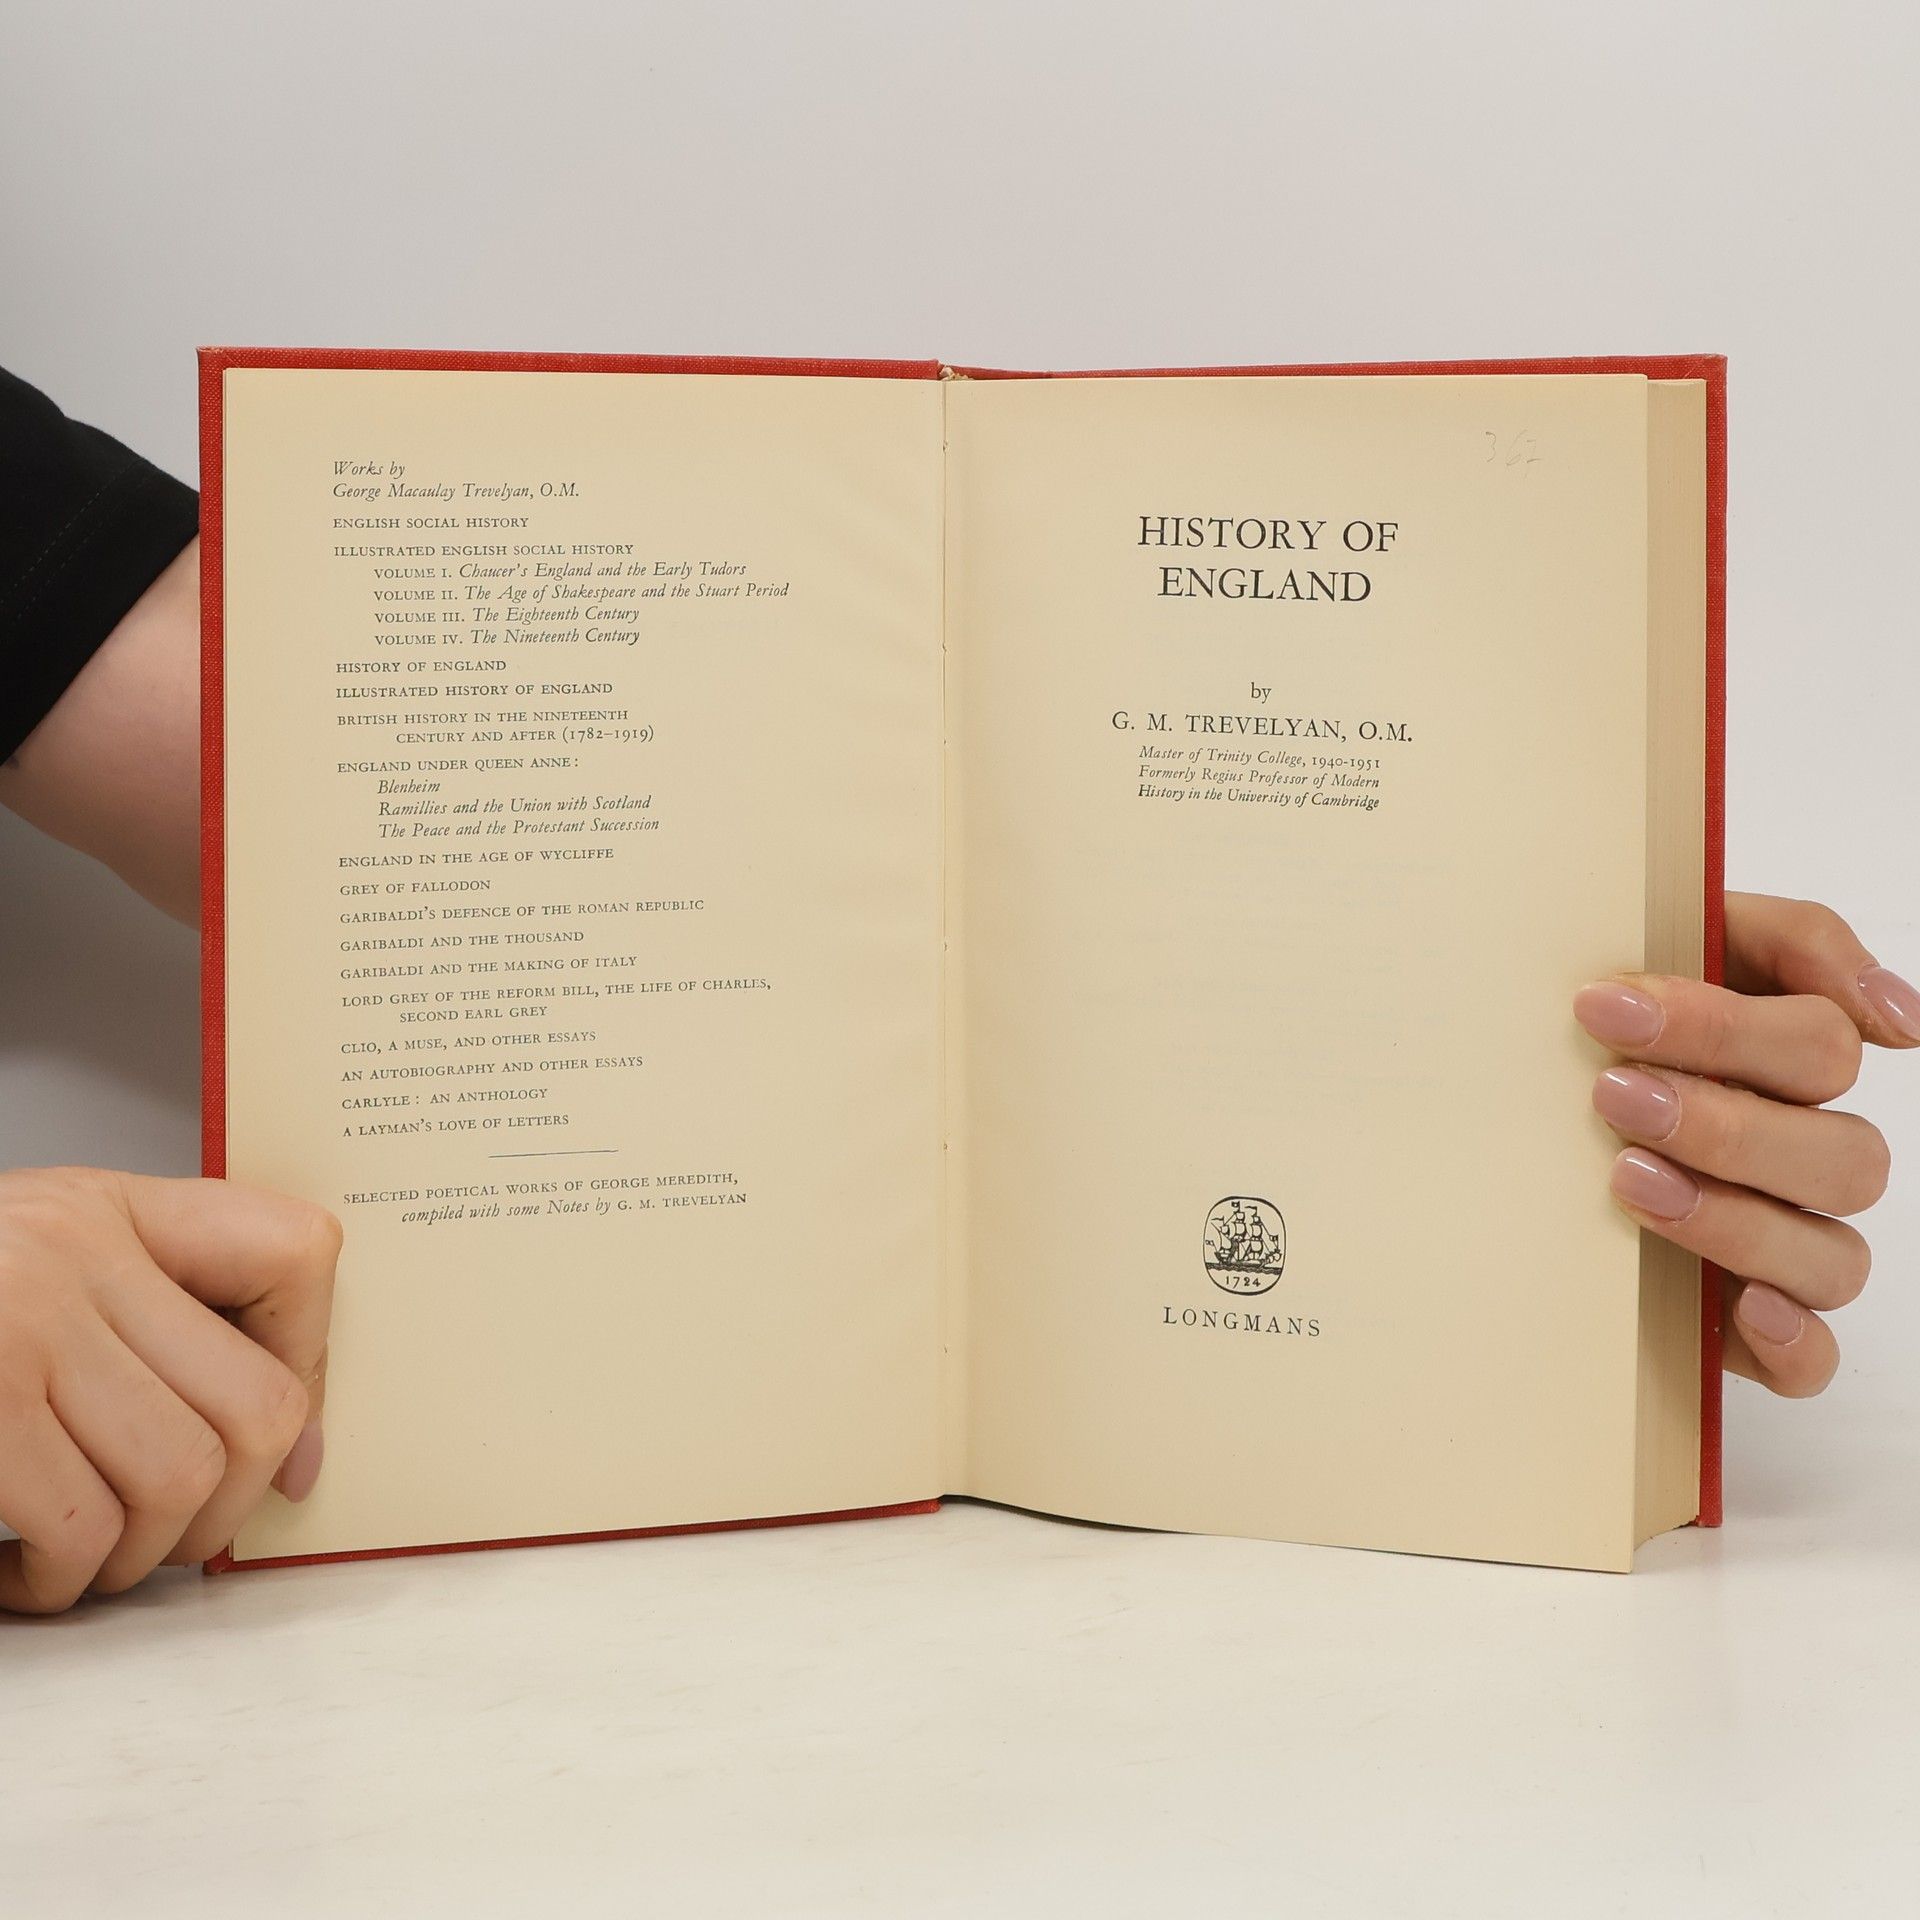 Works by
George Macaulay Trevelyan, O.M.
ENGLISH SOCIAL HISTORY
ILLUSTRATED ENGLISH SOCIAL HISTORY
VOLUME I. Chaucer's England and the Early Tudors
VOLUME II. The Age of Shakespeare and the Stuart Period
VOLUME III. The Eighteenth Century
VOLUME IV. The Nineteenth Century
HISTORY OF ENGLAND
ILLUSTRATED HISTORY OF ENGLAND
BRITISH HISTORY IN THE NINETEENTH
CENTURY AND AFTER (1782–1919)
ENGLAND UNDER QUEEN ANNE:
Blenheim
Ramillies and the Union with Scotland
The Peace and the Protestant Succession
ENGLAND IN THE AGE OF WYCLIFFE
GREY OF FALLODON
GARIBALDI'S DEFENCE OF THE ROMAN REPUBLIC
GARIBALDI AND THE THOUSAND
GARIBALDI AND THE MAKING OF ITALY
LORD GREY OF THE REFORM BILL, THE LIFE OF CHARLES,
SECOND EARL GREY
CLIO, A MUSE, AND OTHER ESSAYS
AN AUTOBIOGRAPHY AND OTHER ESSAYS
CARLYLE: AN ANTHOLOGY
A LAYMAN'S LOVE OF LETTERS
SELECTED POETICAL WORKS OF GEORGE MEREDITH,
compiled with some Notes by G. M. TREVELYAN
HISTORY OF
ENGLAND
by
G. M. TREVELYAN, O.M.
Master of Trinity College, 1940-1951
Formerly Regius Professor of Modern
History in the University of Cambridge
1724
LONGMANS